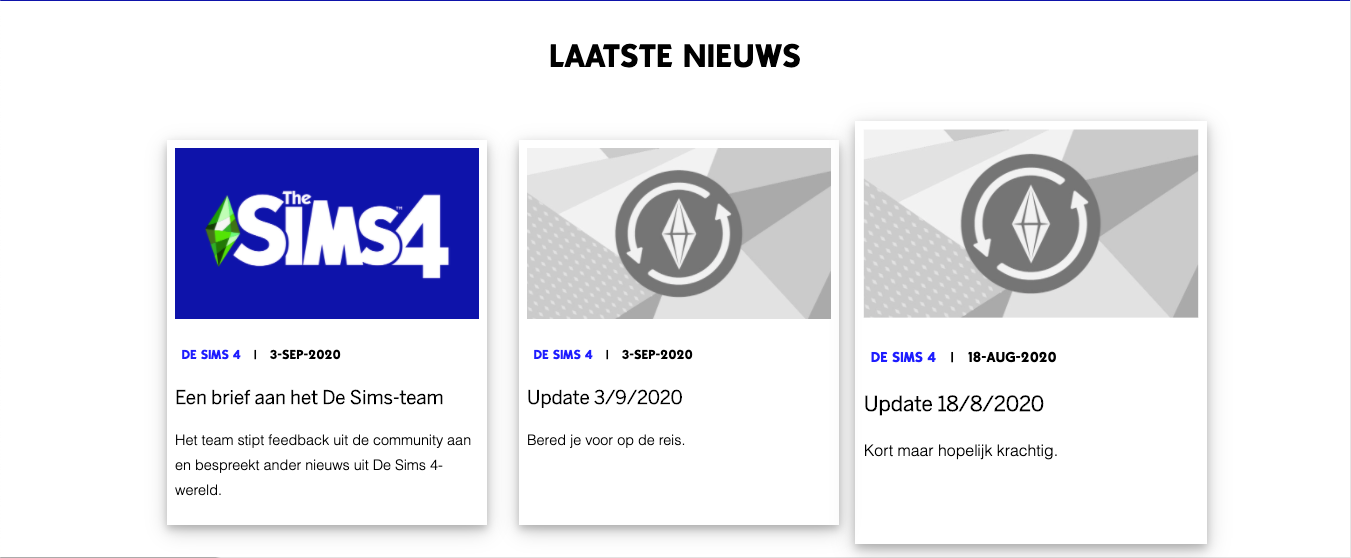 LAATSTE NIEUWS
The
SiMS4
™
DE SIMS 4 | 3-SEP-2020
Een brief aan het De Sims-team
Het team stipt feedback uit de community aan
en bespreekt ander nieuws uit De Sims 4-
wereld.
DE SIMS 4 | 3-SEP-2020
Update 3/9/2020
Bered je voor op de reis.
DE SIMS 4 | 18-AUG-2020
Update 18/8/2020
Kort maar hopelijk krachtig.